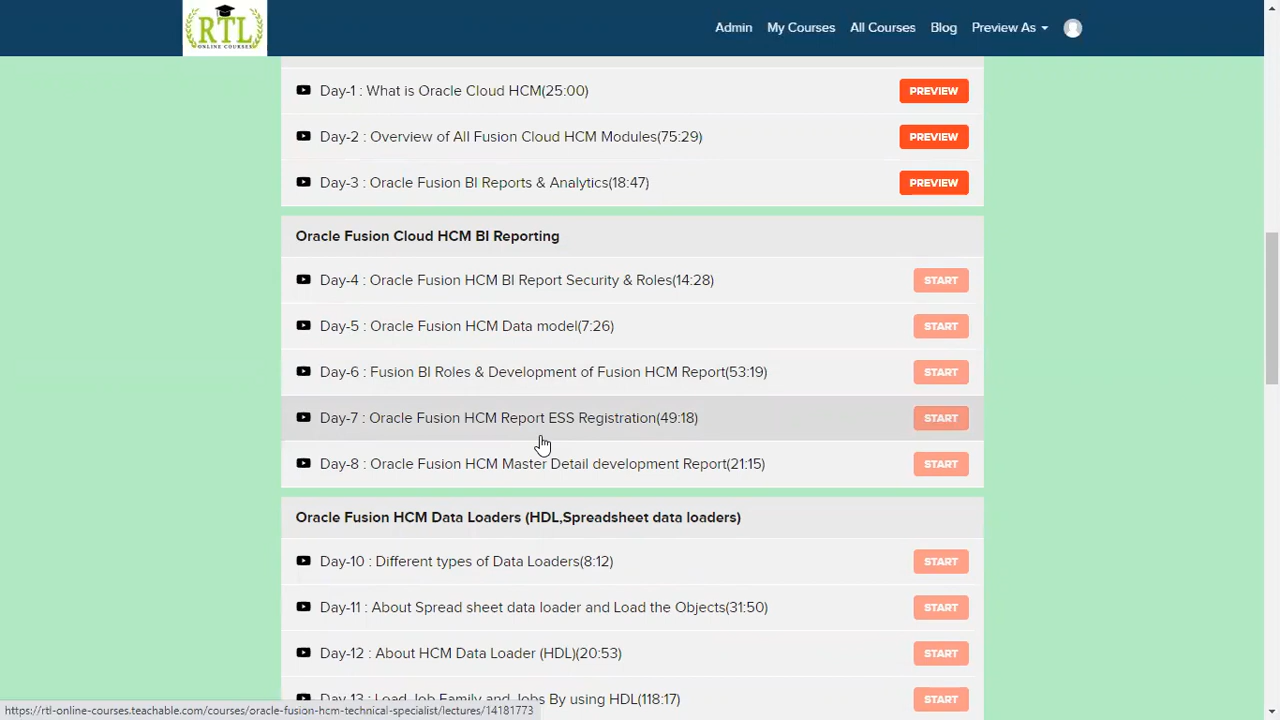 RTL
ONLINE COURSES
Admin My Courses All Courses Blog Preview As
Day-1 : What is Oracle Cloud HCM(25:00) PREVIEW
Day-2 : Overview of All Fusion Cloud HCM Modules(75:29) PREVIEW
Day-3 : Oracle Fusion BI Reports & Analytics(18:47) PREVIEW
Oracle Fusion Cloud HCM BI Reporting
Day-4 : Oracle Fusion HCM BI Report Security & Roles(14:28) START
Day-5 : Oracle Fusion HCM Data model(7:26) START
Day-6 : Fusion BI Roles & Development of Fusion HCM Report(53:19) START
Day-7 : Oracle Fusion HCM Report ESS Registration(49:18) START
Day-8 : Oracle Fusion HCM Master Detail development Report(21:15) START
Oracle Fusion HCM Data Loaders (HDL,Spreadsheet data loaders)
Day-10 : Different types of Data Loaders(8:12) START
Day-11 : About Spread sheet data loader and Load the Objects(31:50) START
Day-12 : About HCM Data Loader (HDL)(20:53) START
Day-13 : Load Job Family and Jobs By using HDL(118:17) START
https://rtl-online-courses.teachable.com/courses/oracle-fusion-hcm-technical-specialist/lectures/14181773